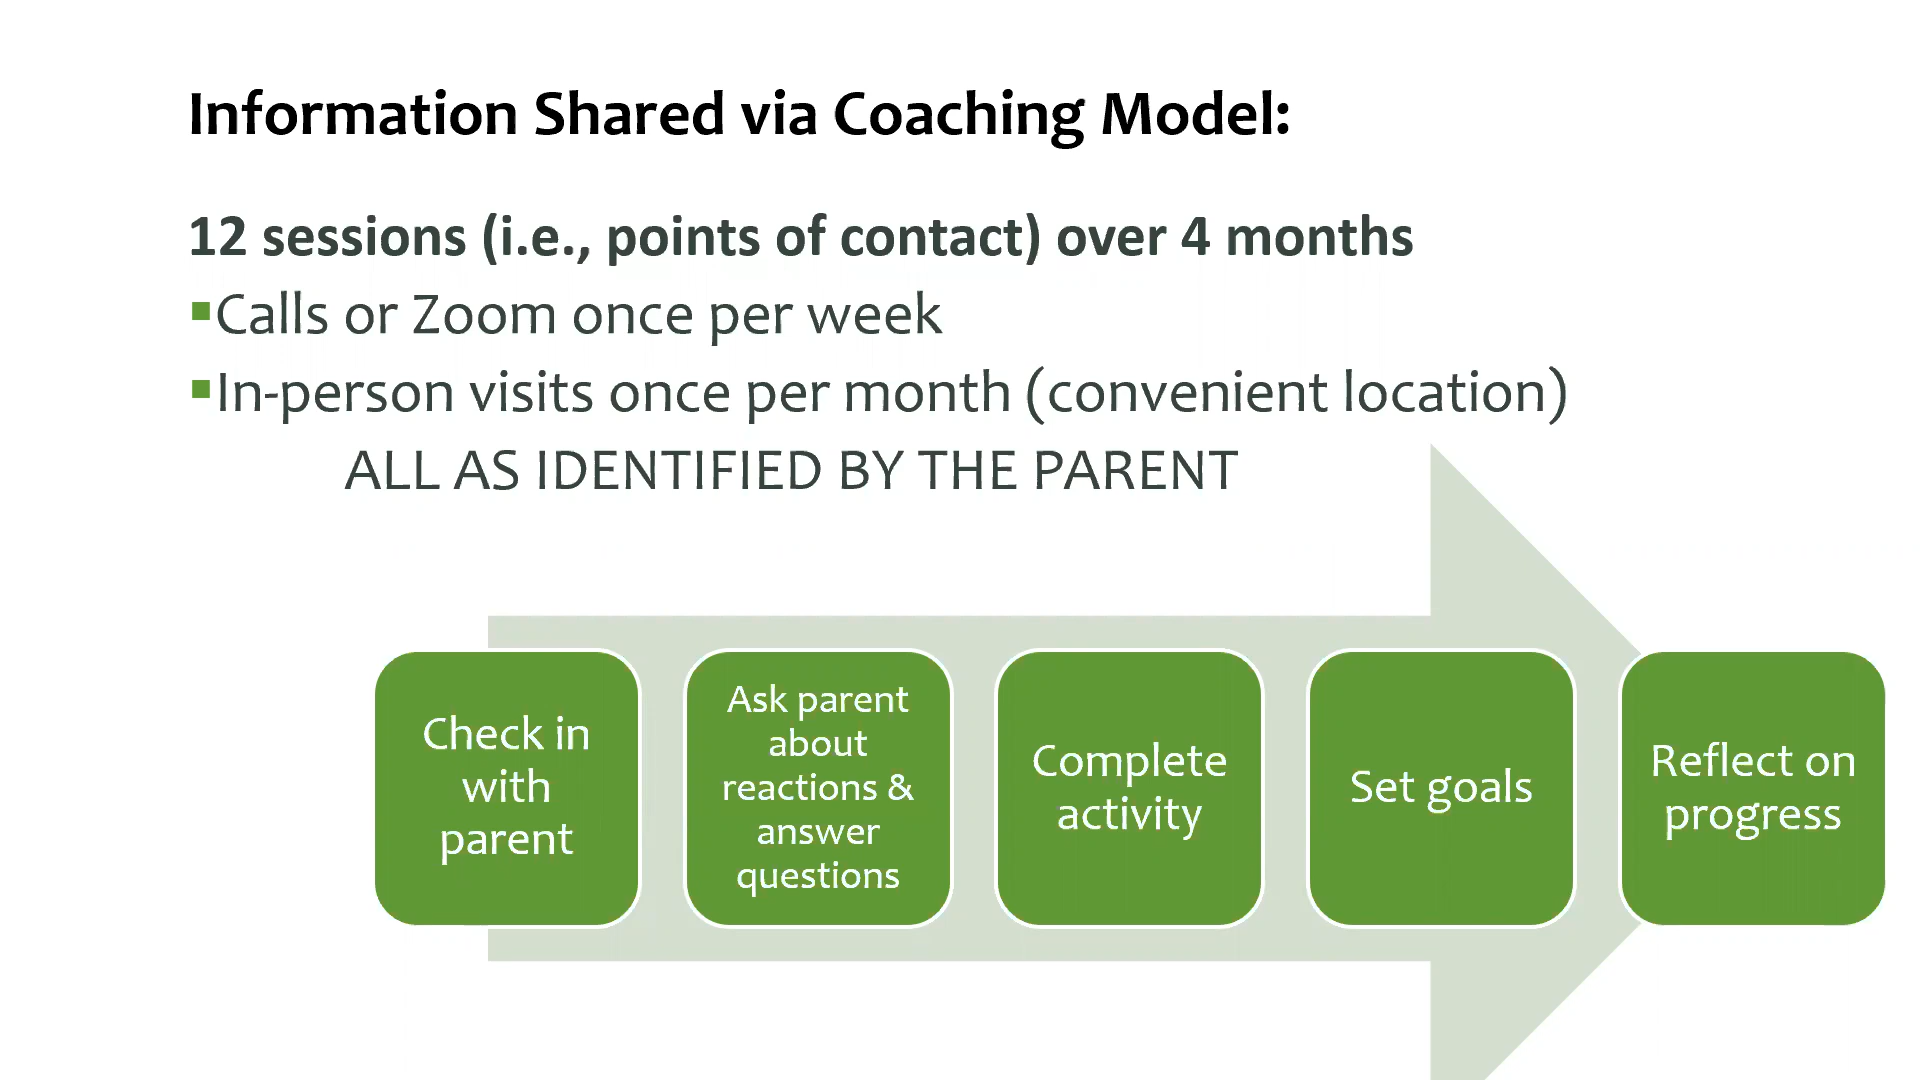 Information Shared via Coaching Model:
12 sessions (i.e., points of contact) over 4 months
▪Calls or Zoom once per week
▪In-person visits once per month (convenient location)
ALL AS IDENTIFIED BY THE PARENT
Check in
with
parent
Ask parent
about
reactions &
answer
questions
Complete
activity
Set goals
Reflect on
progress